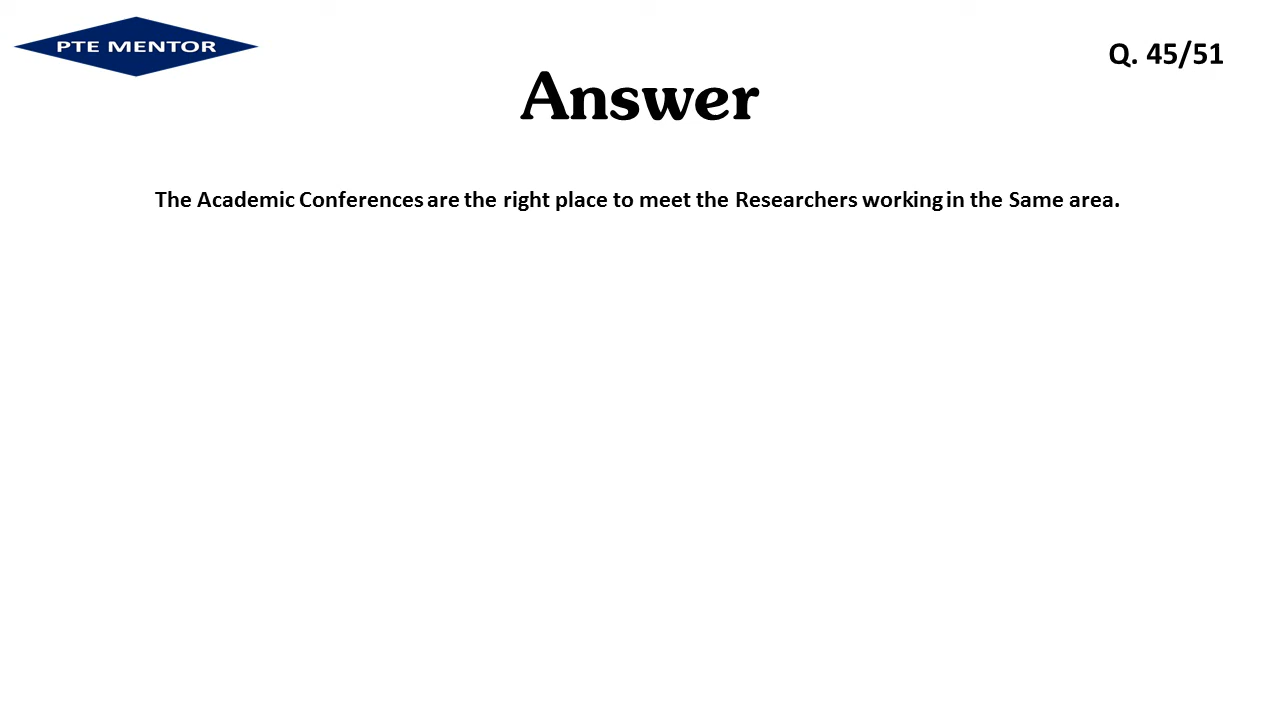 PTE MENTOR
Q. 45/51
Answer
The Academic Conferences are the right place to meet the Researchers working in the Same area.